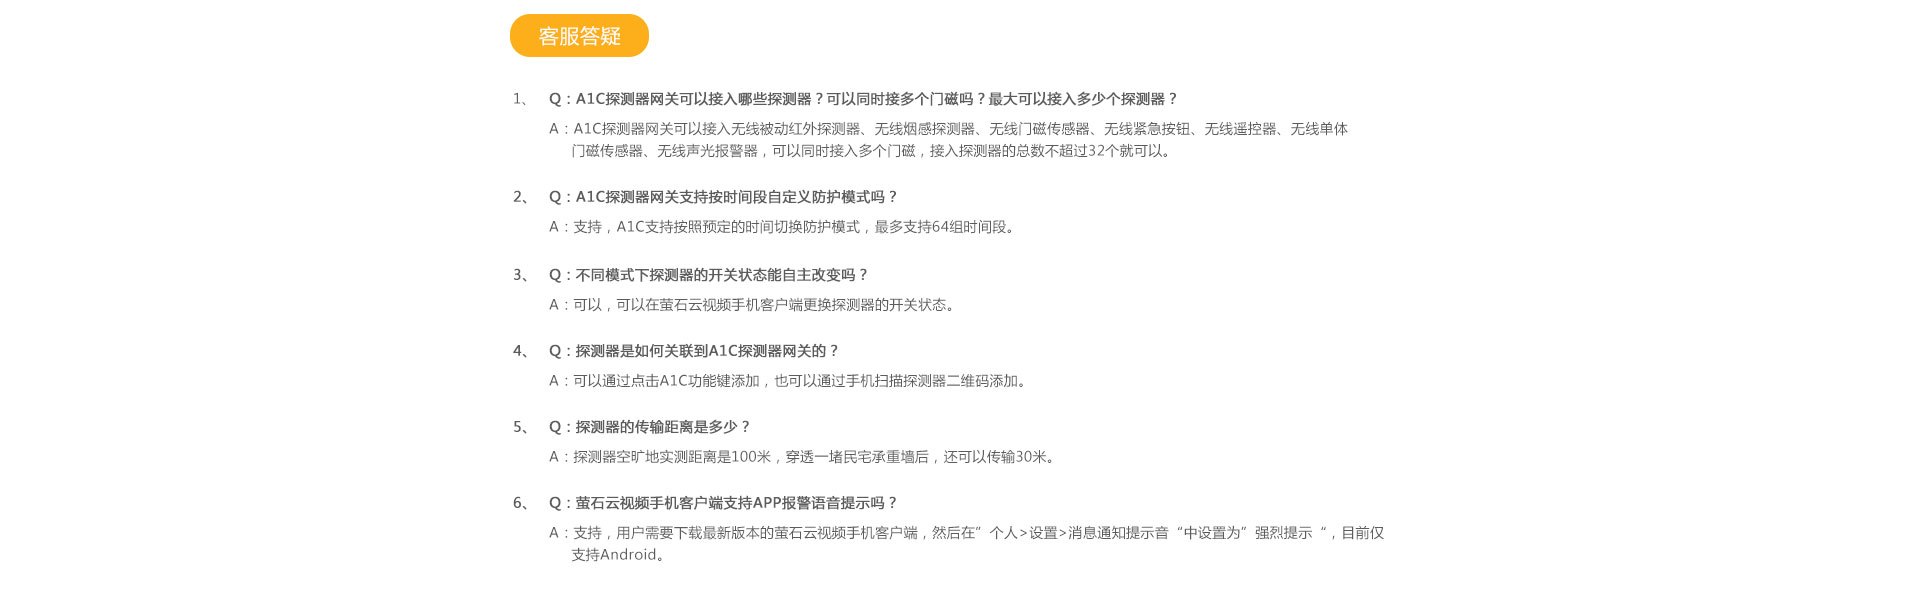 客服答疑
1、 Q：A1C探测器网关可以接入哪些探测器？可以同时接多个门磁吗？最大可以接入多少个探测器？
A：A1C探测器网关可以接入无线被动红外探测器、无线烟感探测器、无线门磁传感器、无线紧急按钮、无线遥控器、无线单体
门磁传感器、无线声光报警器，可以同时接入多个门磁，接入探测器的总数不超过32个就可以。
2、 Q：A1C探测器网关支持按时间段自定义防护模式吗？
A：支持，A1C支持按照预定的时间切换防护模式，最多支持64组时间段。
3、 Q：不同模式下探测器的开关状态能自主改变吗？
A：可以，可以在萤石云视频手机客户端更换探测器的开关状态。
4、 Q：探测器是如何关联到A1C探测器网关的？
A：可以通过点击A1C功能键添加，也可以通过手机扫描探测器二维码添加。
5、 Q：探测器的传输距离是多少？
A：探测器空旷地实测距离是100米，穿透一堵民宅承重墙后，还可以传输30米。
6、 Q：萤石云视频手机客户端支持APP报警语音提示吗？
A：支持，用户需要下载最新版本的萤石云视频手机客户端，然后在”个人>设置>消息通知提示音“中设置为”强烈提示“，目前仅
支持Android。